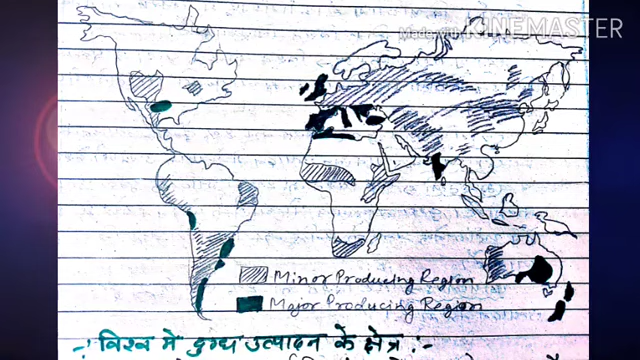 Made with KINEMASTER
Minor Producing Region
Major Producing Region
-: विश्व में दुग्ध उत्पादन के क्षेत्र :-